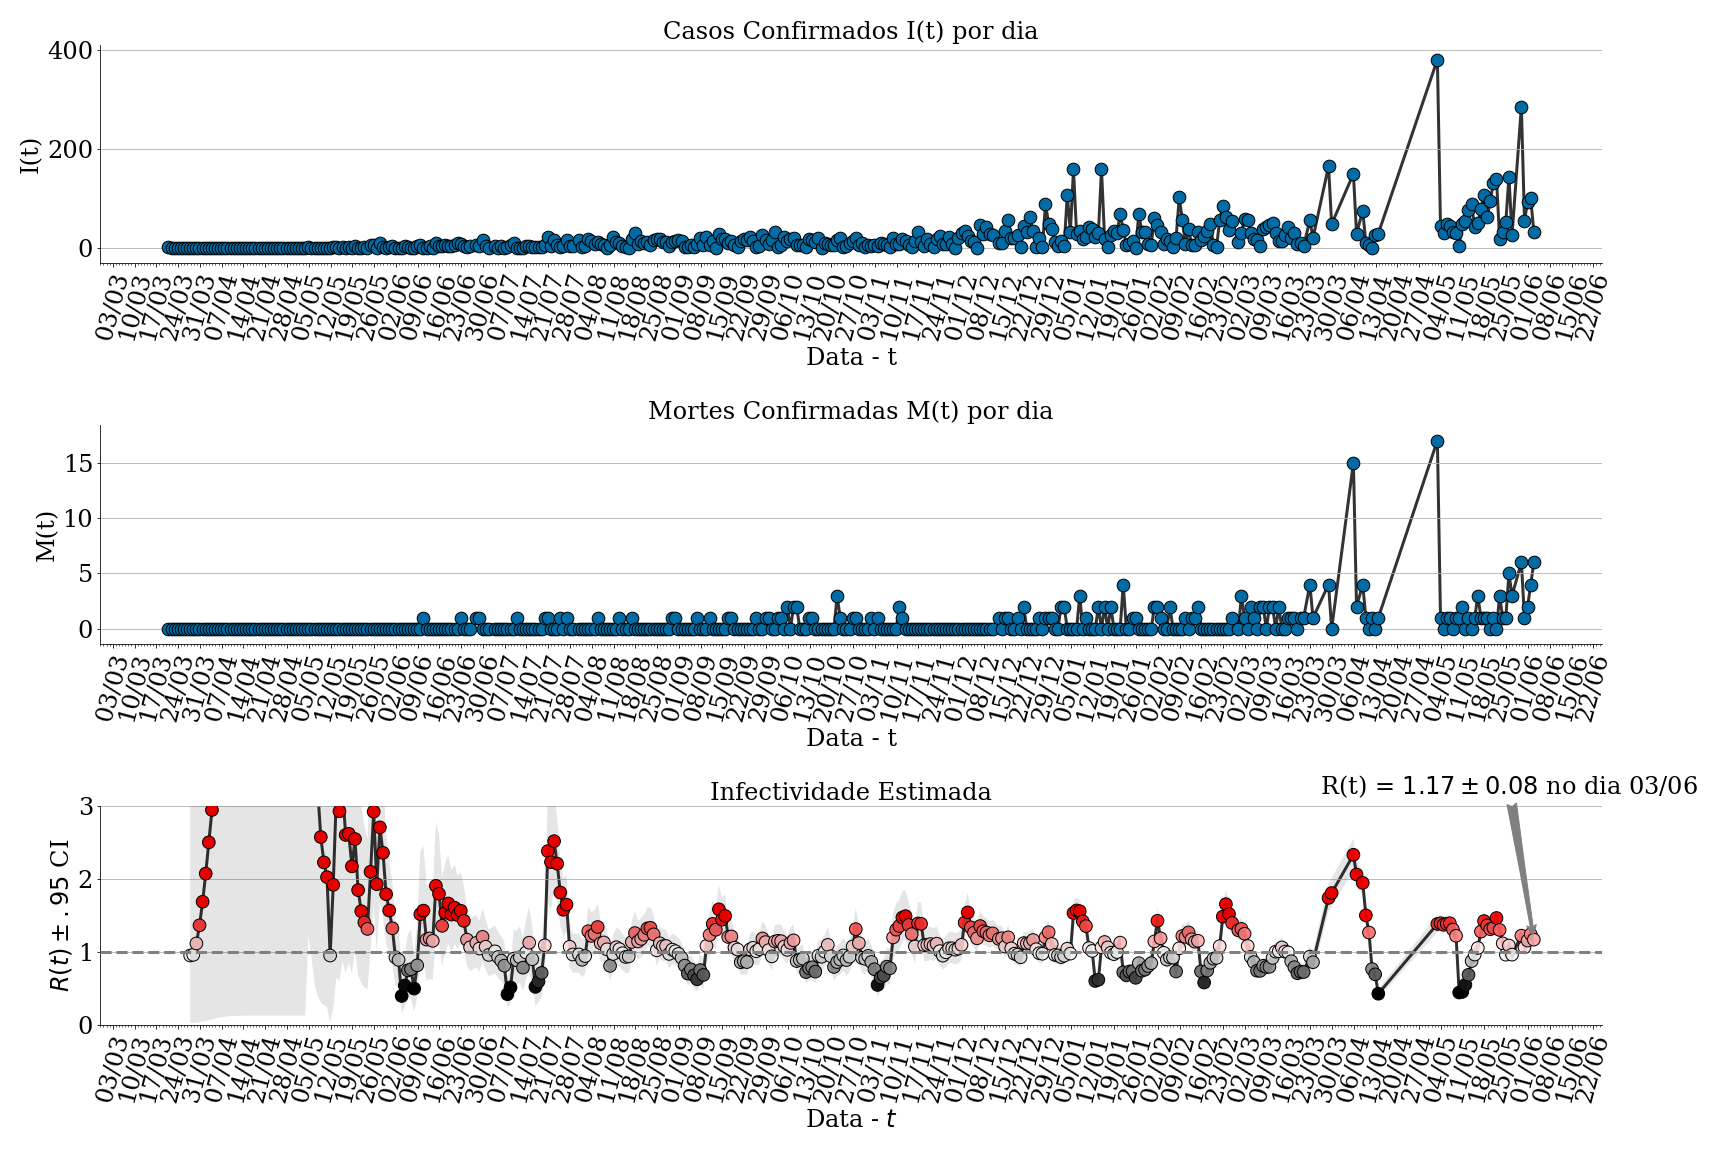 Casos Confirmados I(t) por dia
400
200
0
I(t)
03/03 10/03 17/03 24/03 31/03 07/04 14/04 21/04 28/04 05/05 12/05 19/05 26/05 02/06 09/06 16/06 23/06 30/06 07/07 14/07 21/07 28/07 04/08 11/08 18/08 25/08 01/09 08/09 15/09 22/09 29/09 06/10 13/10 20/10 27/10 03/11 10/11 17/11 24/11 01/12 08/12 15/12 22/12 29/12 05/01 12/01 19/01 26/01 02/02 09/02 16/02 23/02 02/03 09/03 16/03 23/03 30/03 06/04 13/04 20/04 27/04 04/05 11/05 18/05 25/05 01/06 08/06 15/06 22/06
Data - t
Mortes Confirmadas M(t) por dia
15
10
5
0
M(t)
03/03 10/03 17/03 24/03 31/03 07/04 14/04 21/04 28/04 05/05 12/05 19/05 26/05 02/06 09/06 16/06 23/06 30/06 07/07 14/07 21/07 28/07 04/08 11/08 18/08 25/08 01/09 08/09 15/09 22/09 29/09 06/10 13/10 20/10 27/10 03/11 10/11 17/11 24/11 01/12 08/12 15/12 22/12 29/12 05/01 12/01 19/01 26/01 02/02 09/02 16/02 23/02 02/03 09/03 16/03 23/03 30/03 06/04 13/04 20/04 27/04 04/05 11/05 18/05 25/05 01/06 08/06 15/06 22/06
Data - t
R(t) = 1.17 ± 0.08 no dia 03/06
Infectividade Estimada
3
2
1
0
R(t) ± .95 CI
03/03 10/03 17/03 24/03 31/03 07/04 14/04 21/04 28/04 05/05 12/05 19/05 26/05 02/06 09/06 16/06 23/06 30/06 07/07 14/07 21/07 28/07 04/08 11/08 18/08 25/08 01/09 08/09 15/09 22/09 29/09 06/10 13/10 20/10 27/10 03/11 10/11 17/11 24/11 01/12 08/12 15/12 22/12 29/12 05/01 12/01 19/01 26/01 02/02 09/02 16/02 23/02 02/03 09/03 16/03 23/03 30/03 06/04 13/04 20/04 27/04 04/05 11/05 18/05 25/05 01/06 08/06 15/06 22/06
Data - t